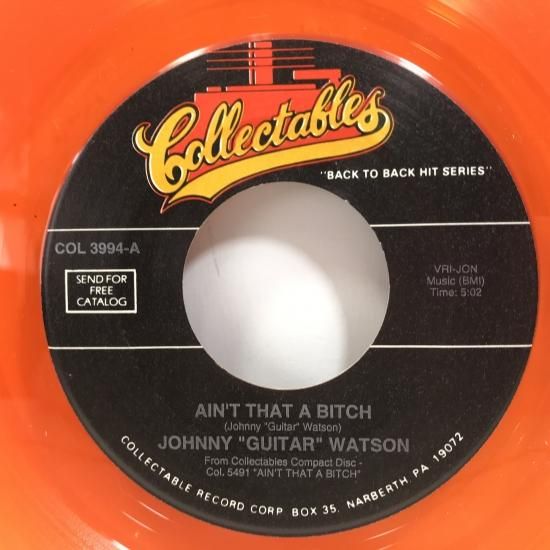 Collectables
"BACK TO BACK HIT SERIES"
COL 3994-A
SEND FOR
FREE
CATALOG
VRI-JON
Music (BMI)
Time: 5:02
AIN'T THAT A BITCH
(Johnny "Guitar" Watson)
JOHNNY "GUITAR" WATSON
From Collectables Compact Disc -
Col. 5491 "AIN'T THAT A BITCH"
COLLECTABLE RECORD CORP BOX 35, NARBERTH, PA 19072